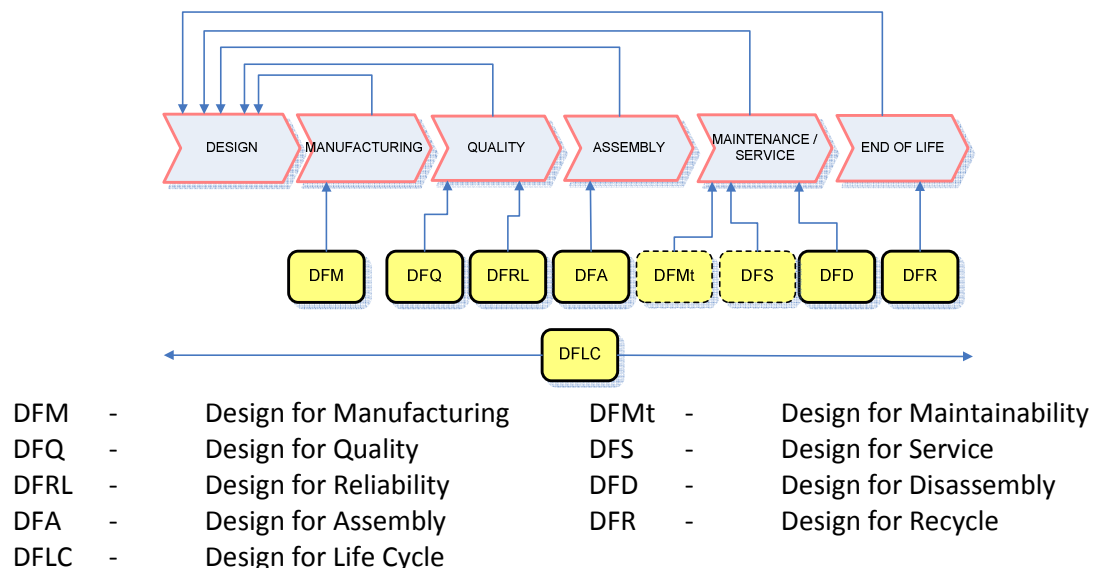 DESIGN
MANUFACTURING
QUALITY
ASSEMBLY
MAINTENANCE /
SERVICE
END OF LIFE
DFM
DFQ
DFRL
DFA
DFMt
DFS
DFD
DFR
DFLC
DFM - Design for Manufacturing DFMt - Design for Maintainability
DFQ - Design for Quality DFS - Design for Service
DFRL - Design for Reliability DFD - Design for Disassembly
DFA - Design for Assembly DFR - Design for Recycle
DFLC - Design for Life Cycle